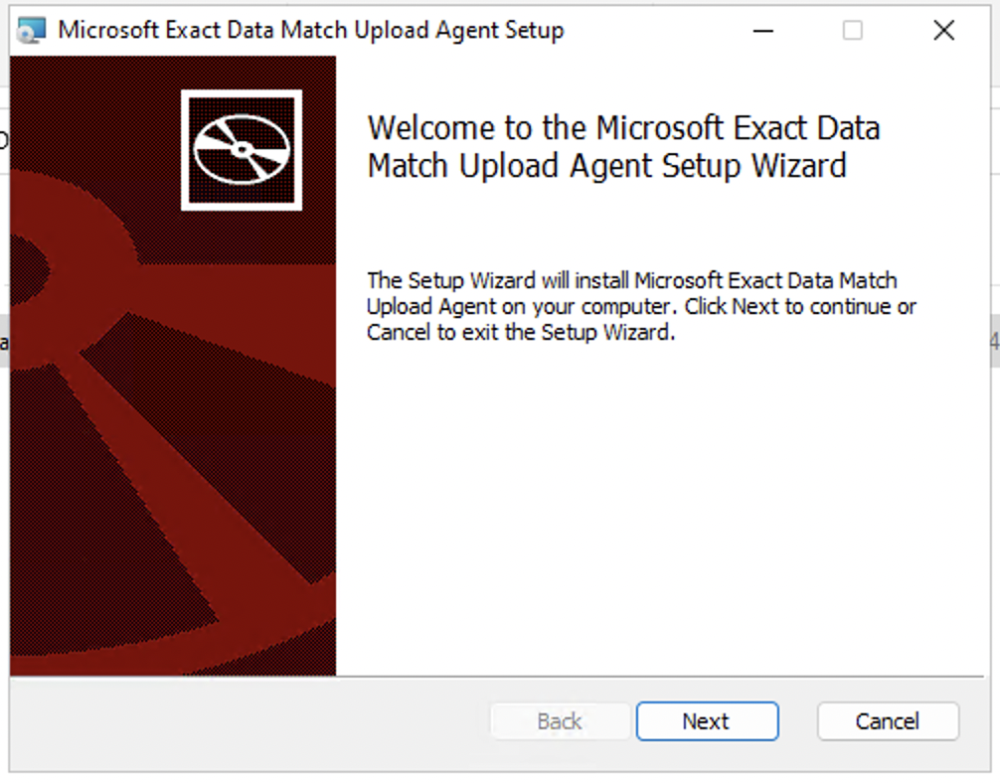 Microsoft Exact Data Match Upload Agent Setup
Welcome to the Microsoft Exact Data
Match Upload Agent Setup Wizard
The Setup Wizard will install Microsoft Exact Data Match
Upload Agent on your computer. Click Next to continue or
Cancel to exit the Setup Wizard.
Back
Next
Cancel